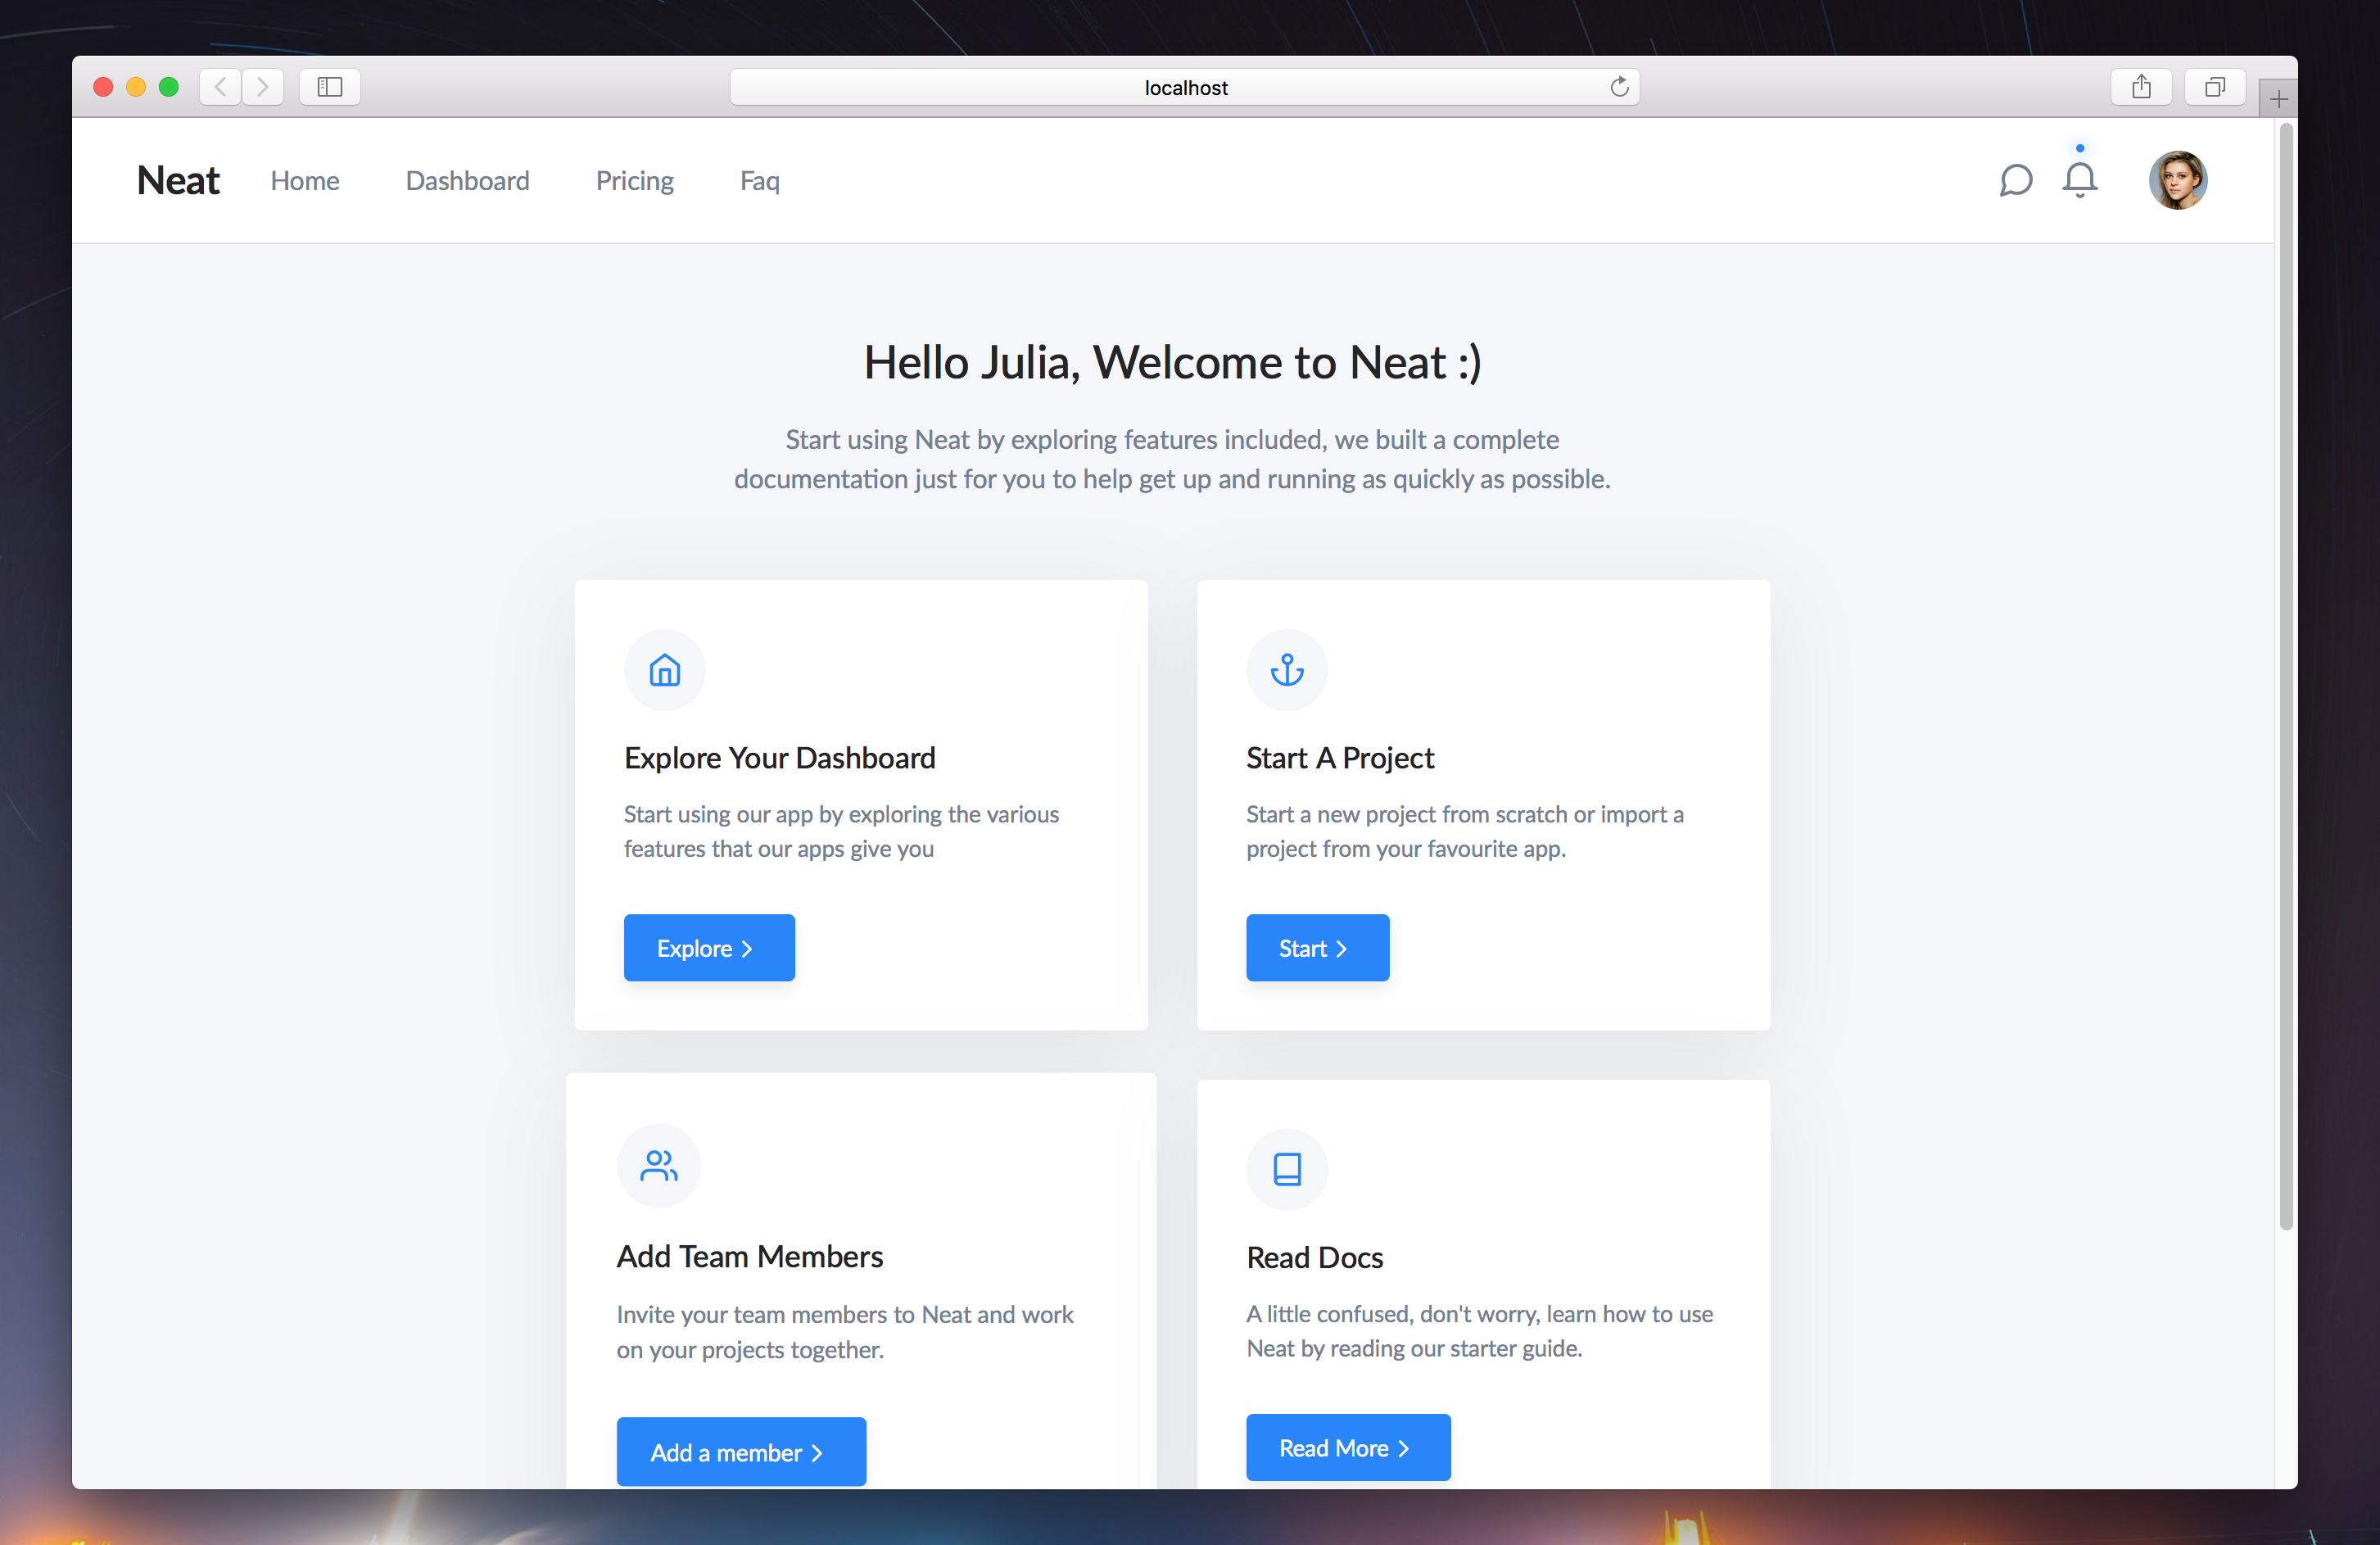 localhost
Neat Home Dashboard Pricing Faq
Hello Julia, Welcome to Neat :)
Start using Neat by exploring features included, we built a complete
documentation just for you to help get up and running as quickly as possible.
Explore Your Dashboard
Start using our app by exploring the various
features that our apps give you
Explore
Start A Project
Start a new project from scratch or import a
project from your favourite app.
Start
Add Team Members
Invite your team members to Neat and work
on your projects together.
Add a member
Read Docs
A little confused, don't worry, learn how to use
Neat by reading our starter guide.
Read More